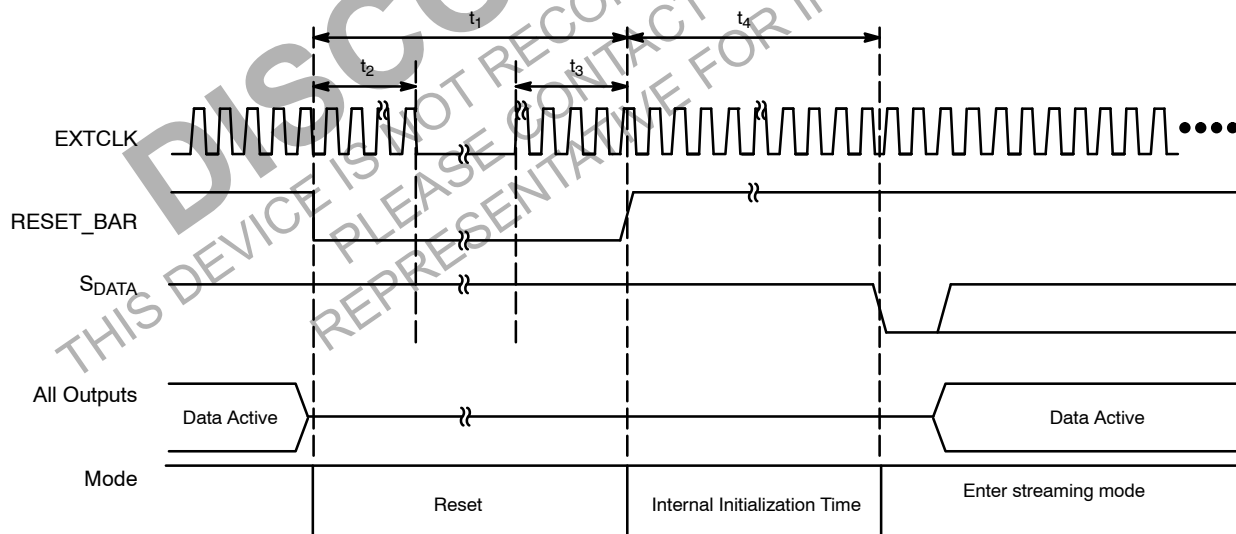 t1
t4
t2
t3
EXTCLK
RESET_BAR
SDATA
All Outputs
Data Active
Data Active
Mode
Reset
Internal Initialization Time
Enter streaming mode
DISCO
THIS DEVICE IS NOT RECO
PLEASE CONTACT
REPRESENTATIVE FOR